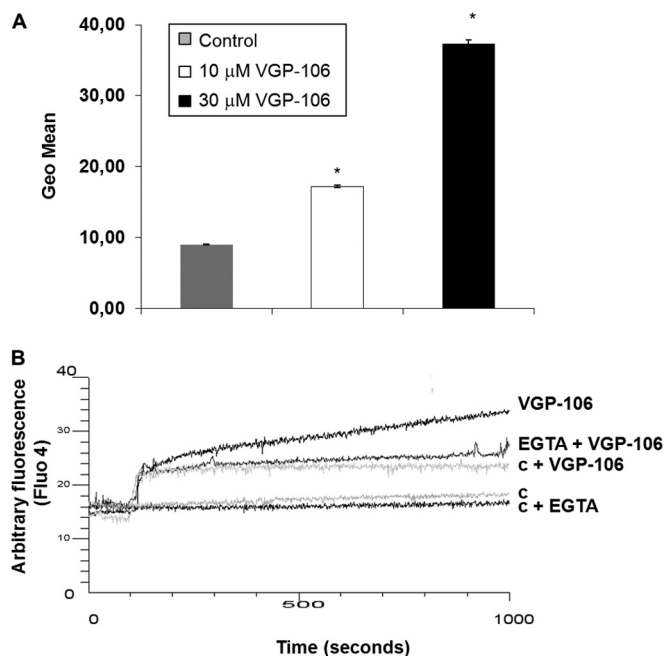 A
40,00
30,00
20,00
10,00
0,00
Geo Mean
Control
10 µM VGP-106
30 µM VGP-106
*
*
B
40
30
20
10
0
Arbitrary fluorescence
(Fluo 4)
VGP-106
EGTA + VGP-106
c + VGP-106
c
c + EGTA
0
500
1000
Time (seconds)